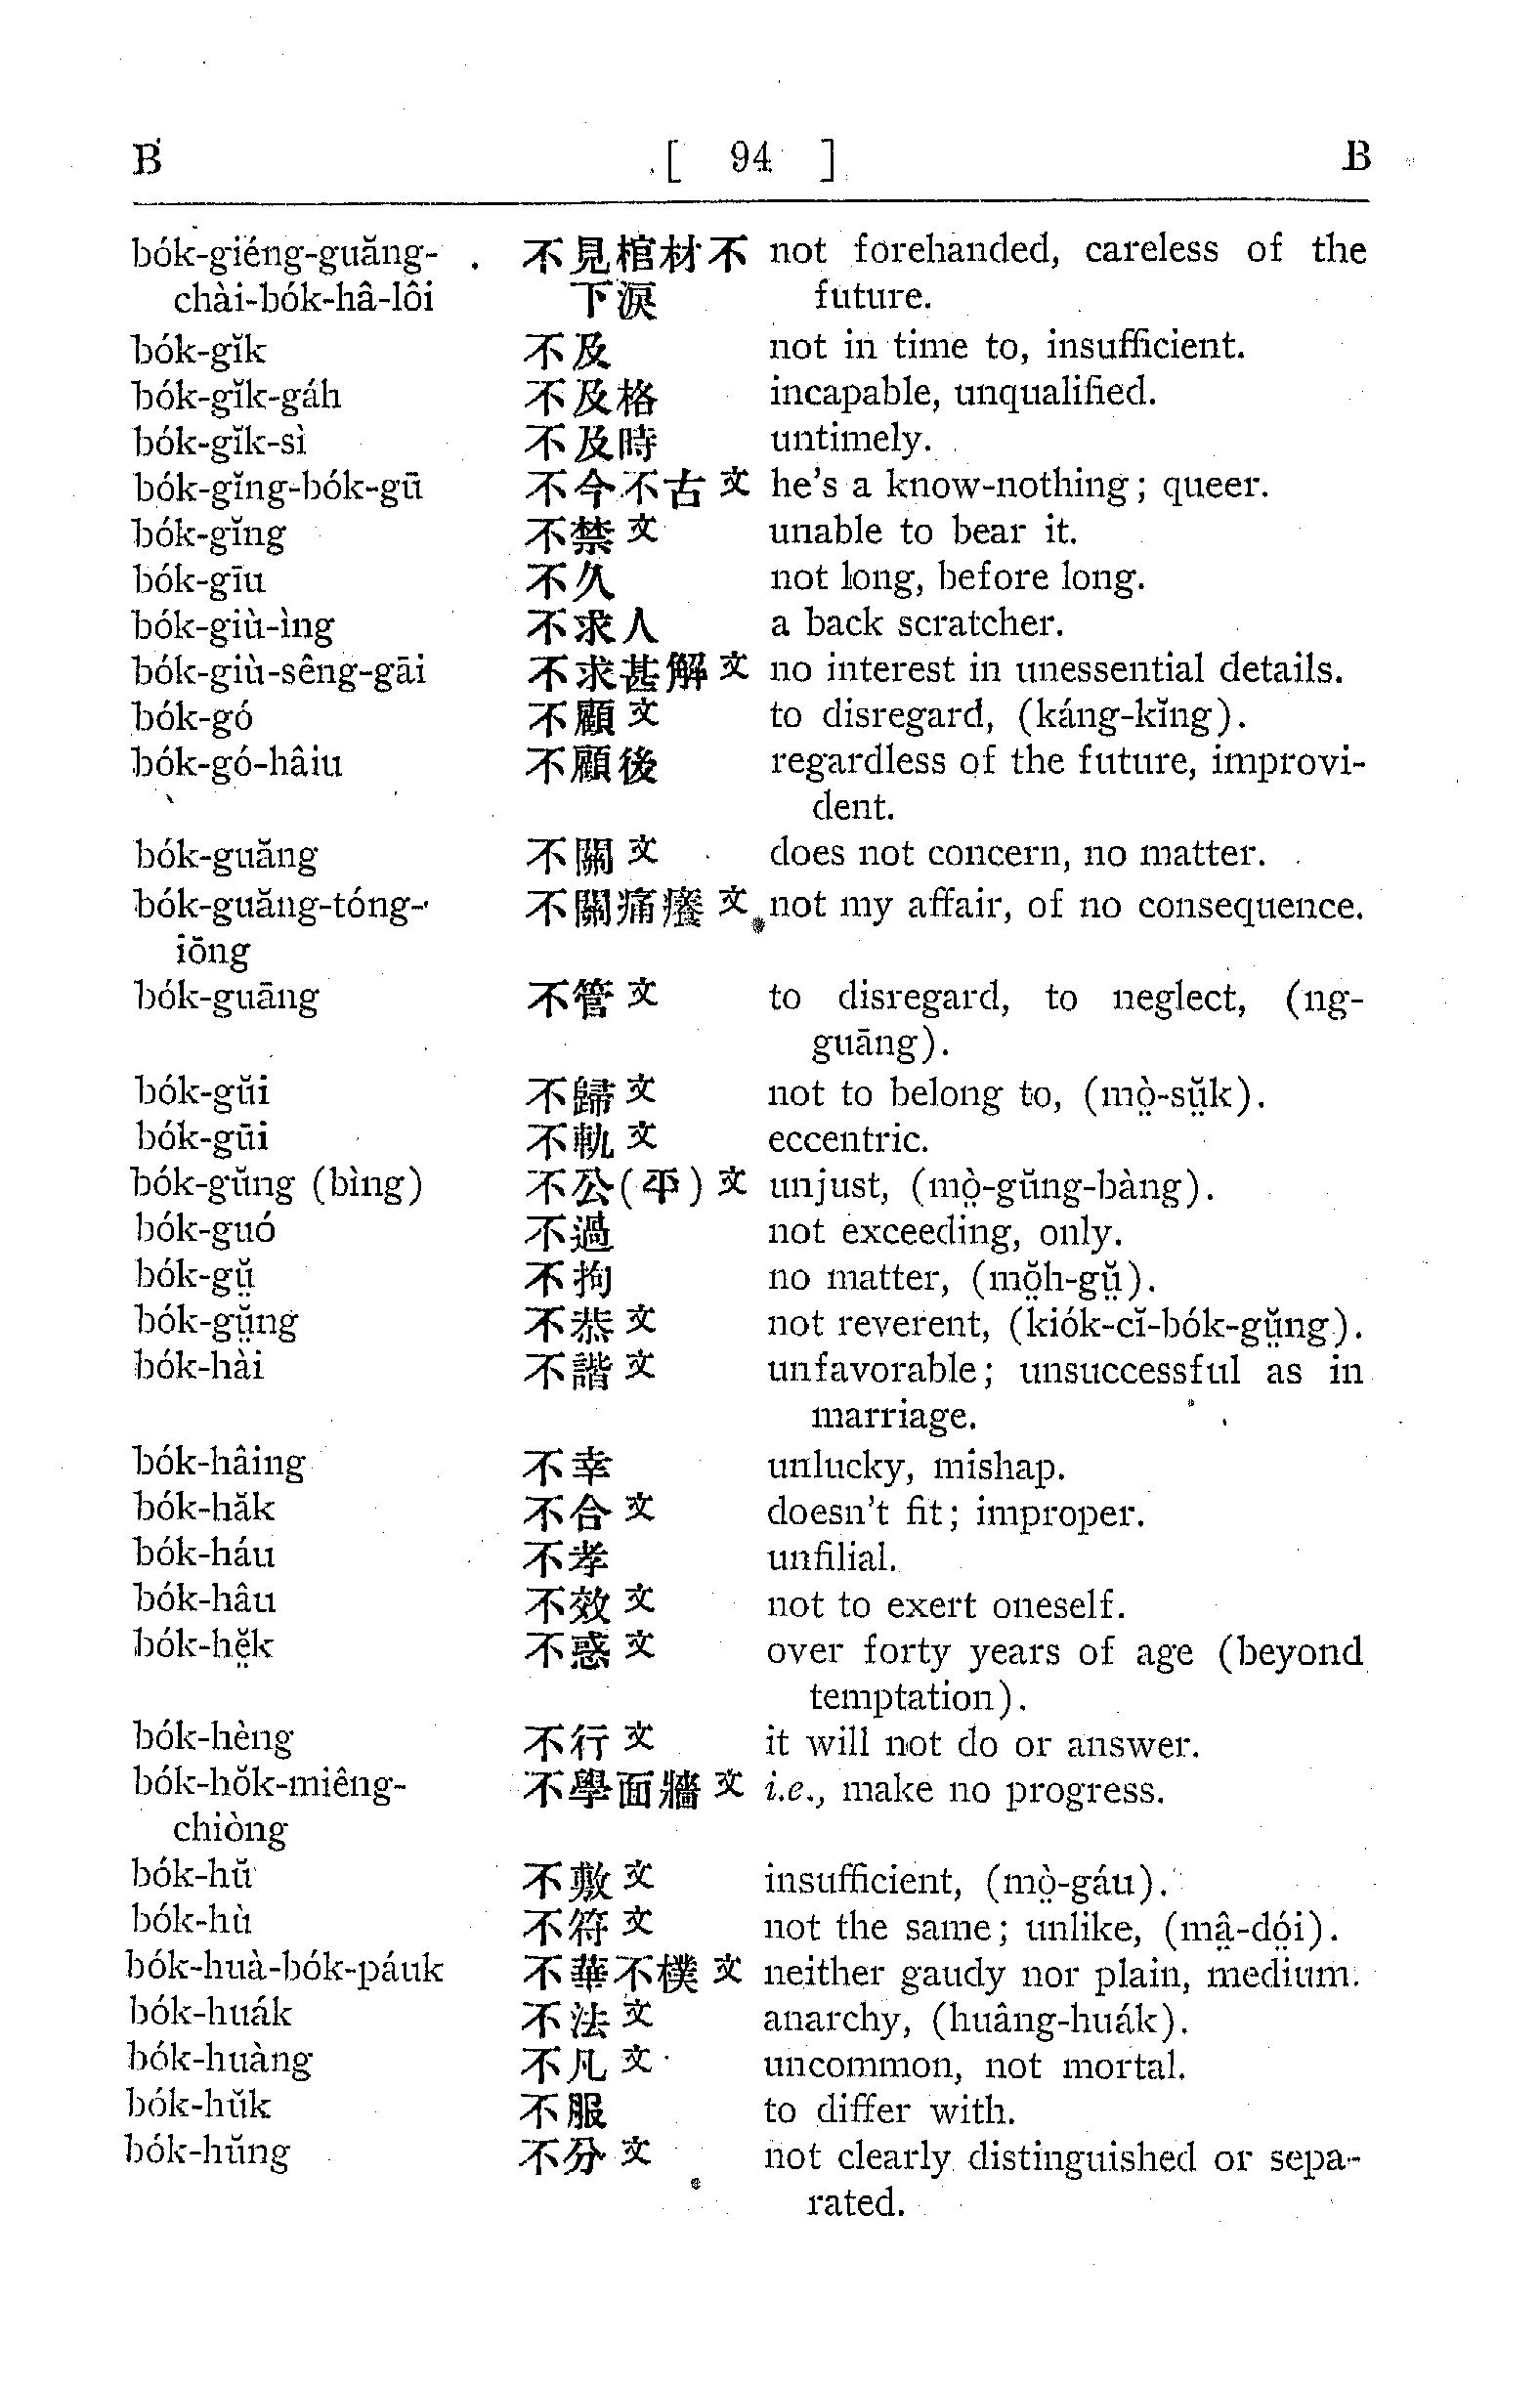 B [ 94 ] B
bók-giéng-guăng- 不見棺材不 not forehanded, careless of the
chài-bók-hâ-lôi 下淚 future.
bók-gĭk 不及 not in time to, insufficient.
bók-gĭk-gáh 不及格 incapable, unqualified.
bók-gĭk-sì 不及時 untimely.
bók-gĭng-bók-gū 不今不古文 he's a know-nothing; queer.
bók-gĭng 不禁文 unable to bear it.
bók-gīu 不久 not long, before long.
bók-giù-ìng 不求人 a back scratcher.
bók-giù-sêng-gāi 不求甚解文 no interest in unessential details.
bók-gó 不顧文 to disregard, (káng-kĭng).
bók-gó-hâiu 不顧後 regardless of the future, improvi-
dent.
bók-guăng 不關文 does not concern, no matter.
bók-guăng-tóng- 不關痛癢文 not my affair, of no consequence.
iōng
bók-guāng 不管文 to disregard, to neglect, (ng-
guāng).
bók-gŭi 不歸文 not to belong to, (mò̤-sṳ̆k).
bók-gūi 不軌文 eccentric.
bók-gŭng (bìng) 不公(平)文 unjust, (mò̤-gŭng-bàng).
bók-guó 不過 not exceeding, only.
bók-gṳ̆ 不拘 no matter, (mŏ̤h-gṳ̆).
bók-gṳ̆ng 不恭文 not reverent, (kiók-cĭ-bók-gṳ̆ng).
bók-hài 不諧文 unfavorable; unsuccessful as in
marriage.
bók-hâing 不幸 unlucky, mishap.
bók-hăk 不合文 doesn't fit; improper.
bók-háu 不孝 unfilial.
bók-hâu 不效文 not to exert oneself.
bók-hĕ̤k 不惑文 over forty years of age (beyond
temptation).
bók-hèng 不行文 it will not do or answer.
bók-hŏk-miêng- 不學面牆文 i.e., make no progress.
chiòng
bók-hŭ 不敷文 insufficient, (mò̤-gáu).
bók-hù 不符文 not the same; unlike, (mâ̤-dó̤i).
bók-huà-bók-páuk 不華不樸文 neither gaudy nor plain, medium.
bók-huák 不法文 anarchy, (huâng-huák).
bók-huàng 不凡文 uncommon, not mortal.
bók-hŭk 不服 to differ with.
bók-hŭng 不分文 not clearly distinguished or sepa-
rated.